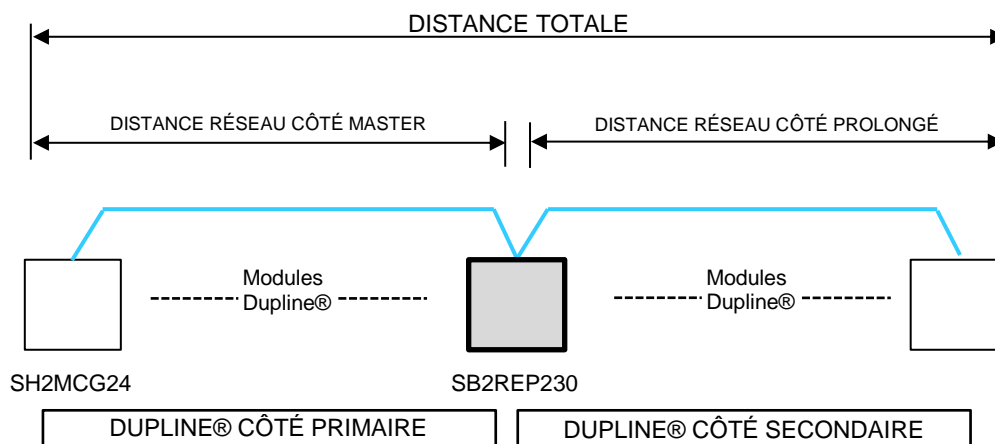 DISTANCE TOTALE
DISTANCE RÉSEAU CÔTÉ MASTER
DISTANCE RÉSEAU CÔTÉ PROLONGÉ
Modules
Dupline®
Modules
Dupline®
SH2MCG24
SB2REP230
DUPLINE® CÔTÉ PRIMAIRE
DUPLINE® CÔTÉ SECONDAIRE